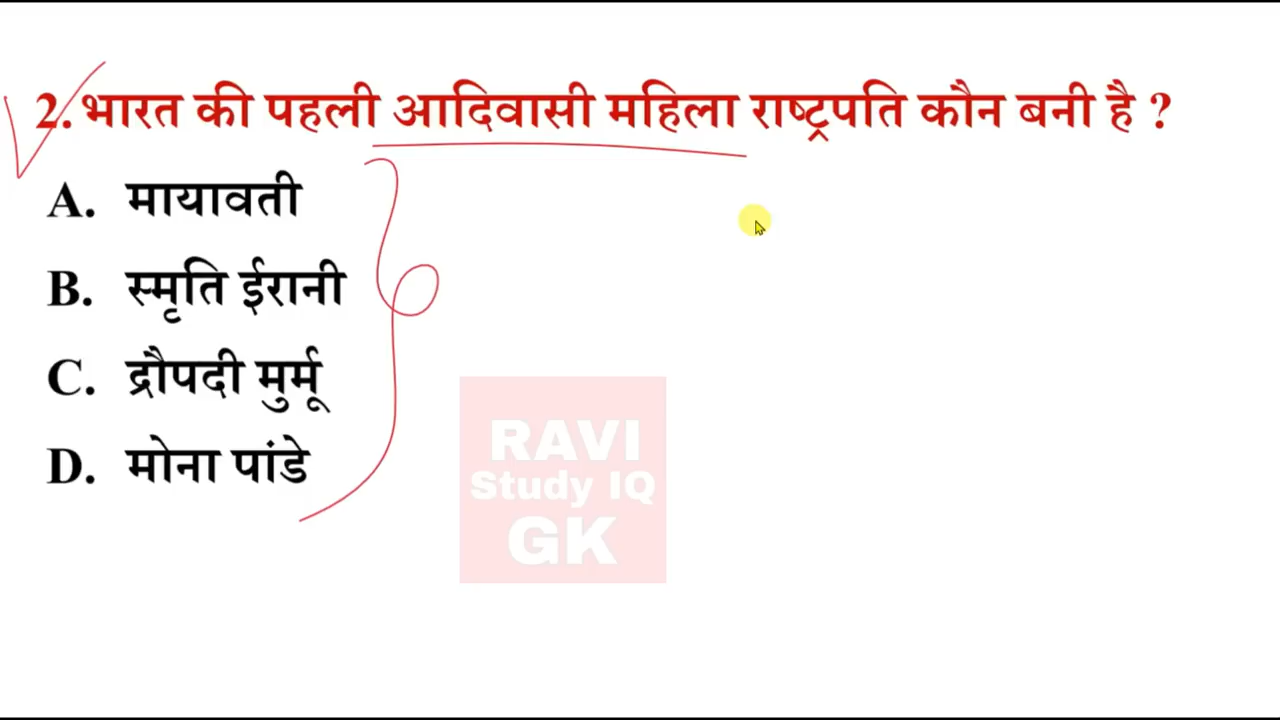 2. भारत की पहली आदिवासी महिला राष्ट्रपति कौन बनी है ?
A. मायावती
B. स्मृति ईरानी
C. द्रौपदी मुर्मू
D. मोना पांडे
RAVI
Study IQ
GK